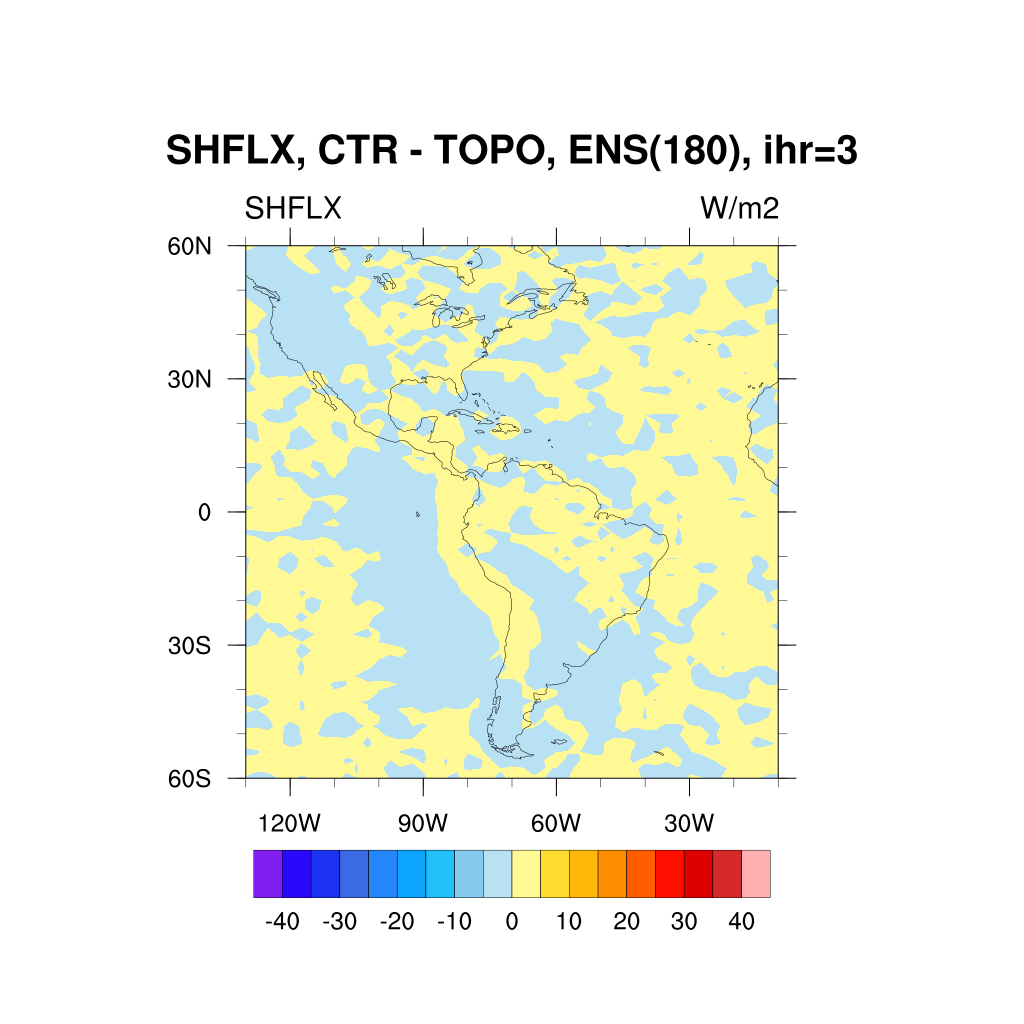 SHFLX, CTR - TOPO, ENS(180), ihr=3
SHFLX W/m2
60N
30N
0
30S
60S
120W 90W 60W 30W
-40 -30 -20 -10 0 10 20 30 40